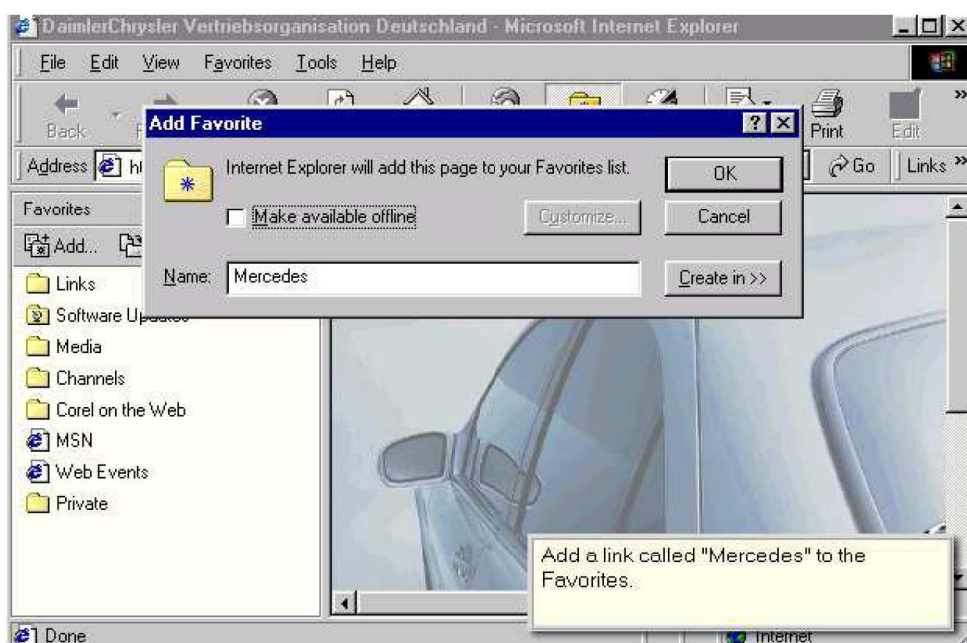 DaimlerChrysler Vertriebsorganisation Deutschland - Microsoft Internet Explorer
File Edit View Favorites Tools Help
Back Print Edit
Add Favorite
Address Go Links
Internet Explorer will add this page to your Favorites list.
OK
Make available offline
Customize...
Cancel
Name: Mercedes
Create in >>
Favorites
Add...
Links
Software Updates
Media
Channels
Corel on the Web
MSN
Web Events
Private
Add a link called "Mercedes" to the
Favorites.
Done Internet